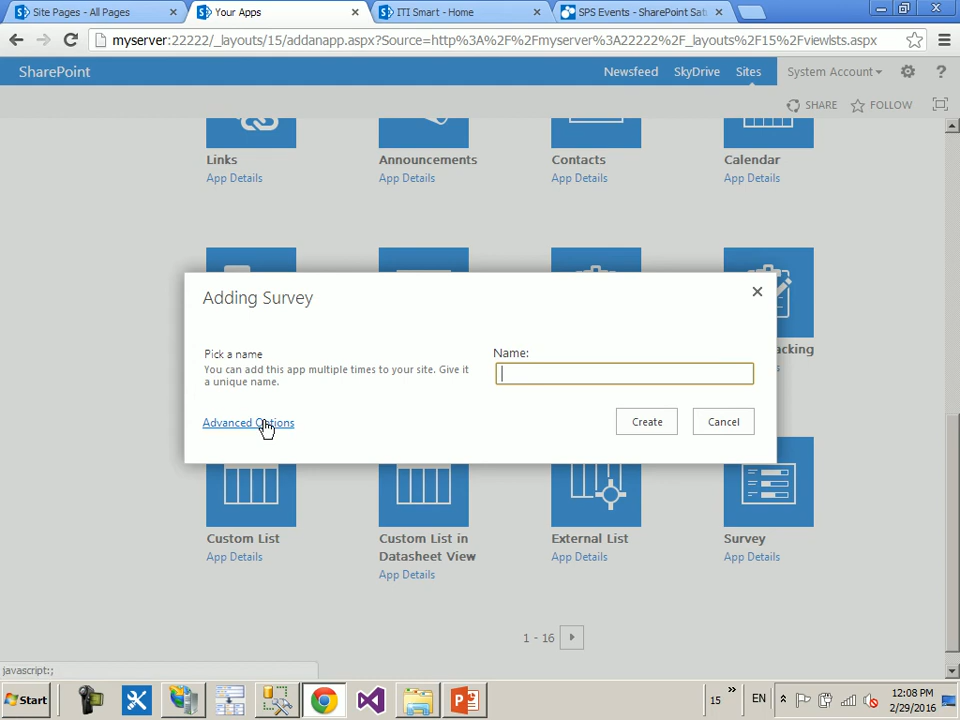 Site Pages - All Pages
Your Apps
ITI Smart - Home
SPS Events - SharePoint Sat
myserver:22222/_layouts/15/addanapp.aspx?Source=http%3A%2F%2Fmyserver%3A22222%2F_layouts%2F15%2Fviewlsts.aspx
SharePoint
Newsfeed
SkyDrive
Sites
System Account
?
SHARE
FOLLOW
Links
Announcements
Contacts
Calendar
App Details
App Details
App Details
App Details
Adding Survey
Pick a name
You can add this app multiple times to your site. Give it
a unique name.
Name:
Advanced Options
Create
Cancel
acking
Custom List
Custom List in
Datasheet View
External List
Survey
App Details
App Details
App Details
App Details
1 - 16
javascript:;
Start
15
EN
12:08 PM
2/29/2016